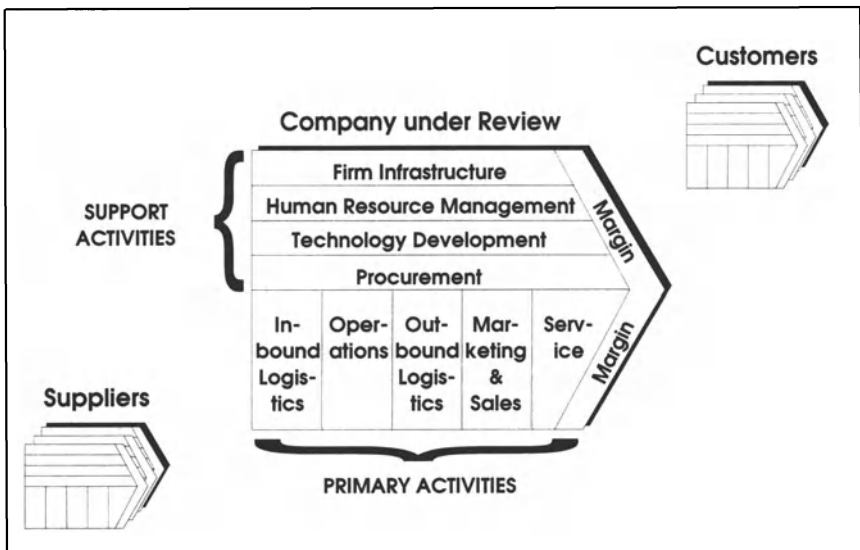 Customers
Company under Review
SUPPORT
ACTIVITIES
Firm Infrastructure
Human Resource Management
Technology Development
Procurement
Margin
Margin
In-
bound
Logis-
tics
Oper-
ations
Out-
bound
Logis-
tics
Mar-
keting
&
Sales
Serv-
ice
Suppliers
PRIMARY ACTIVITIES